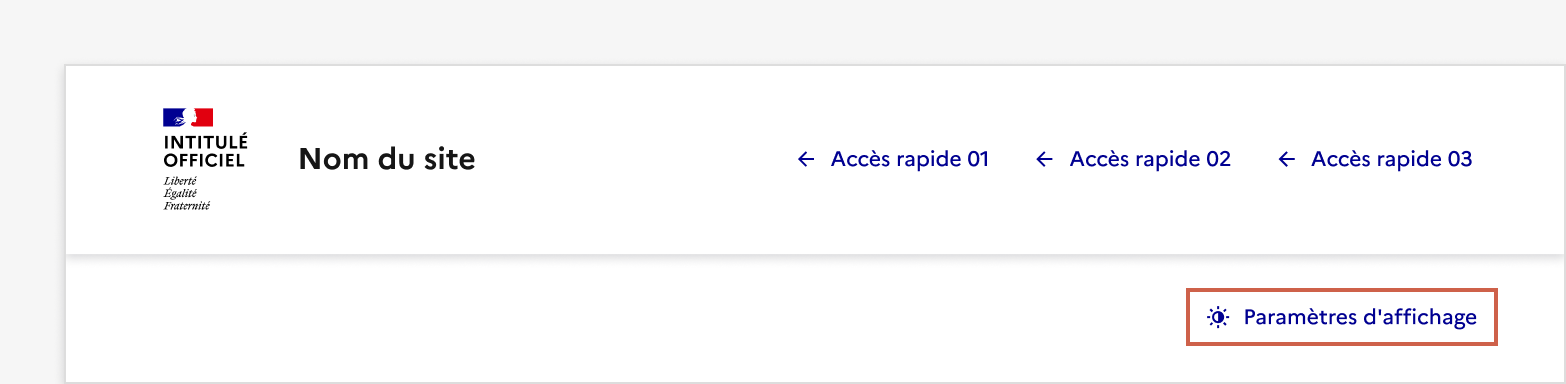 INTITULÉ
OFFICIEL
Liberté
Égalité
Fraternité
Nom du site
Accès rapide 01
Accès rapide 02
Accès rapide 03
Paramètres d'affichage